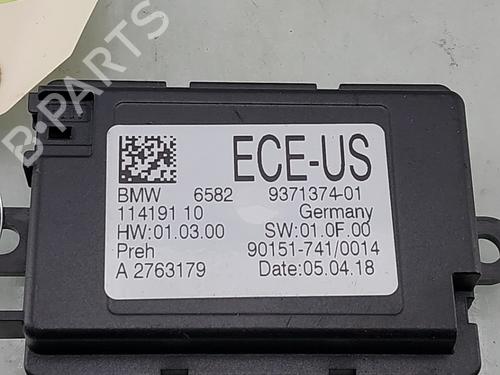 ECE-US
BMW 6582 9371374-01
114191 10 Germany
HW:01.03.00 SW:01.0F.00
Preh 90151-741/0014
A 2763179 Date:05.04.18
B-PARTS